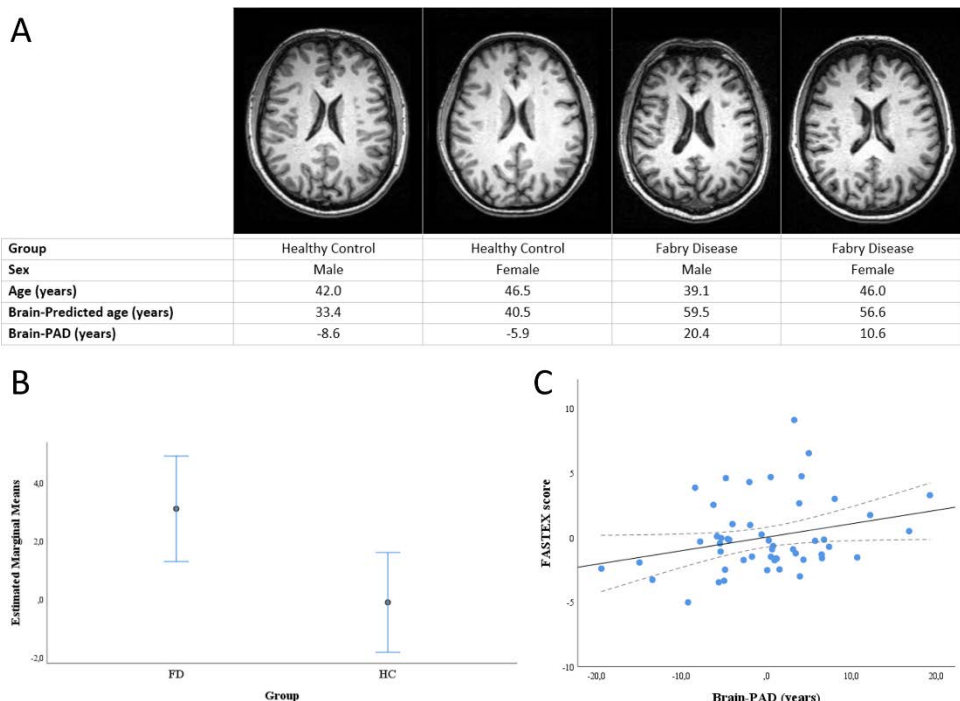 A
Group Healthy Control Healthy Control Fabry Disease Fabry Disease
Sex Male Female Male Female
Age (years) 42.0 46.5 39.1 46.0
Brain-Predicted age (years) 33.4 40.5 59.5 56.6
Brain-PAD (years) -8.6 -5.9 20.4 10.6
B
Estimated Marginal Means
4,0
2,0
,0
-2,0
FD HC
Group
C
FASTEX score
10
5
0
-5
-10
-20,0 -10,0 ,0 10,0 20,0
Brain-PAD (years)